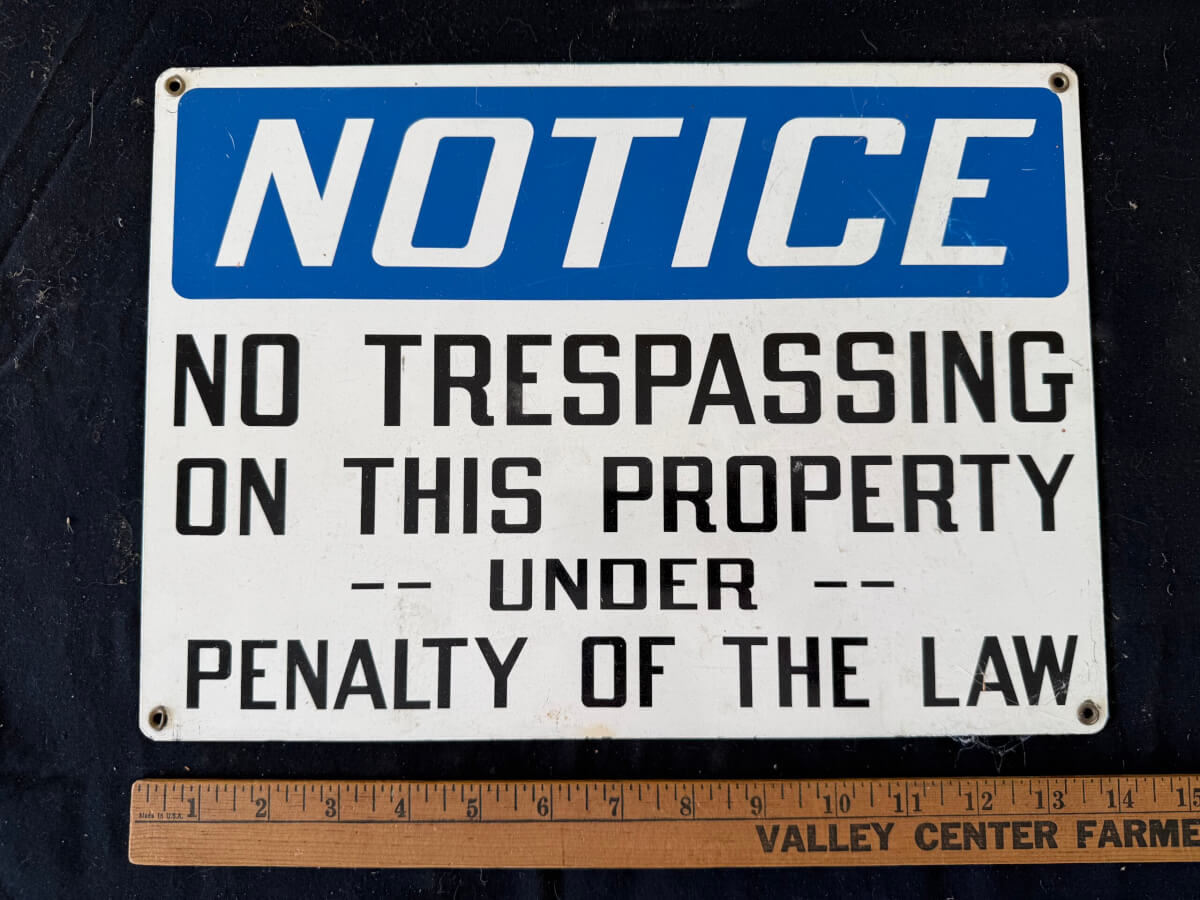 NOTICE
NO TRESPASSING
ON THIS PROPERTY
-- UNDER --
PENALTY OF THE LAW
1 2 3 4 5 6 7 8 9 10 11 12 13 14 15
Made in U.S.A.
VALLEY CENTER FARME